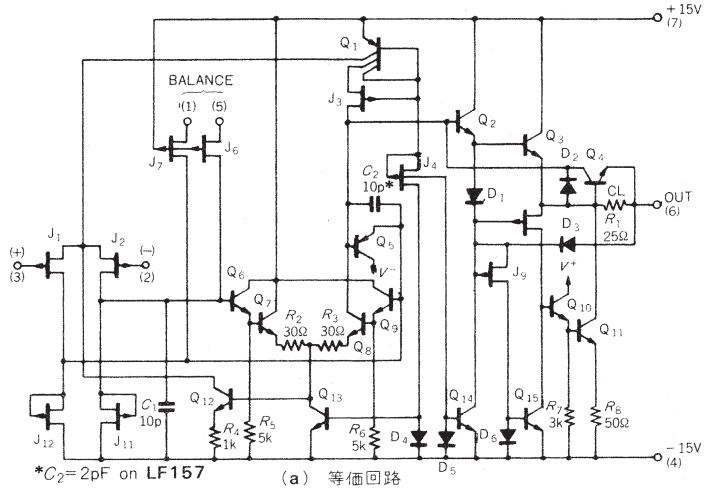 +15V
(7)
Q1
BALANCE
(1) (5)
J3
Q2
Q3
J7
J6
D2
Q4
J4
C2
10p*
D1
CL
OUT
(6)
R1
25Ω
J1
J2
(+)
(3)
(−)
(2)
Q5
D3
V−
J9
V+
Q6
Q7
R2
30Ω
R3
30Ω
Q9
Q8
Q10
Q11
C1
10p
Q12
Q13
Q14
Q15
R4
1k
R5
5k
R6
5k
D4
D5
D6
R7
3k
R8
50Ω
J12
J11
−15V
(4)
*C2=2pF on LF157
(a) 等価回路